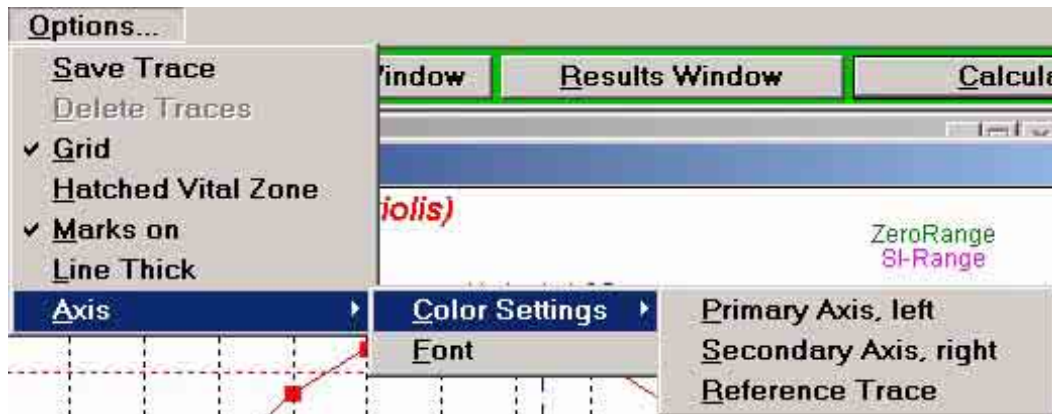 Options...
Save Trace
Delete Traces
Grid
Hatched Vital Zone
Marks on
Line Thick
Axis
Color Settings
Font
Primary Axis, left
Secondary Axis, right
Reference Trace
Window
Results Window
Calcula
iolis)
ZeroRange
SI-Range